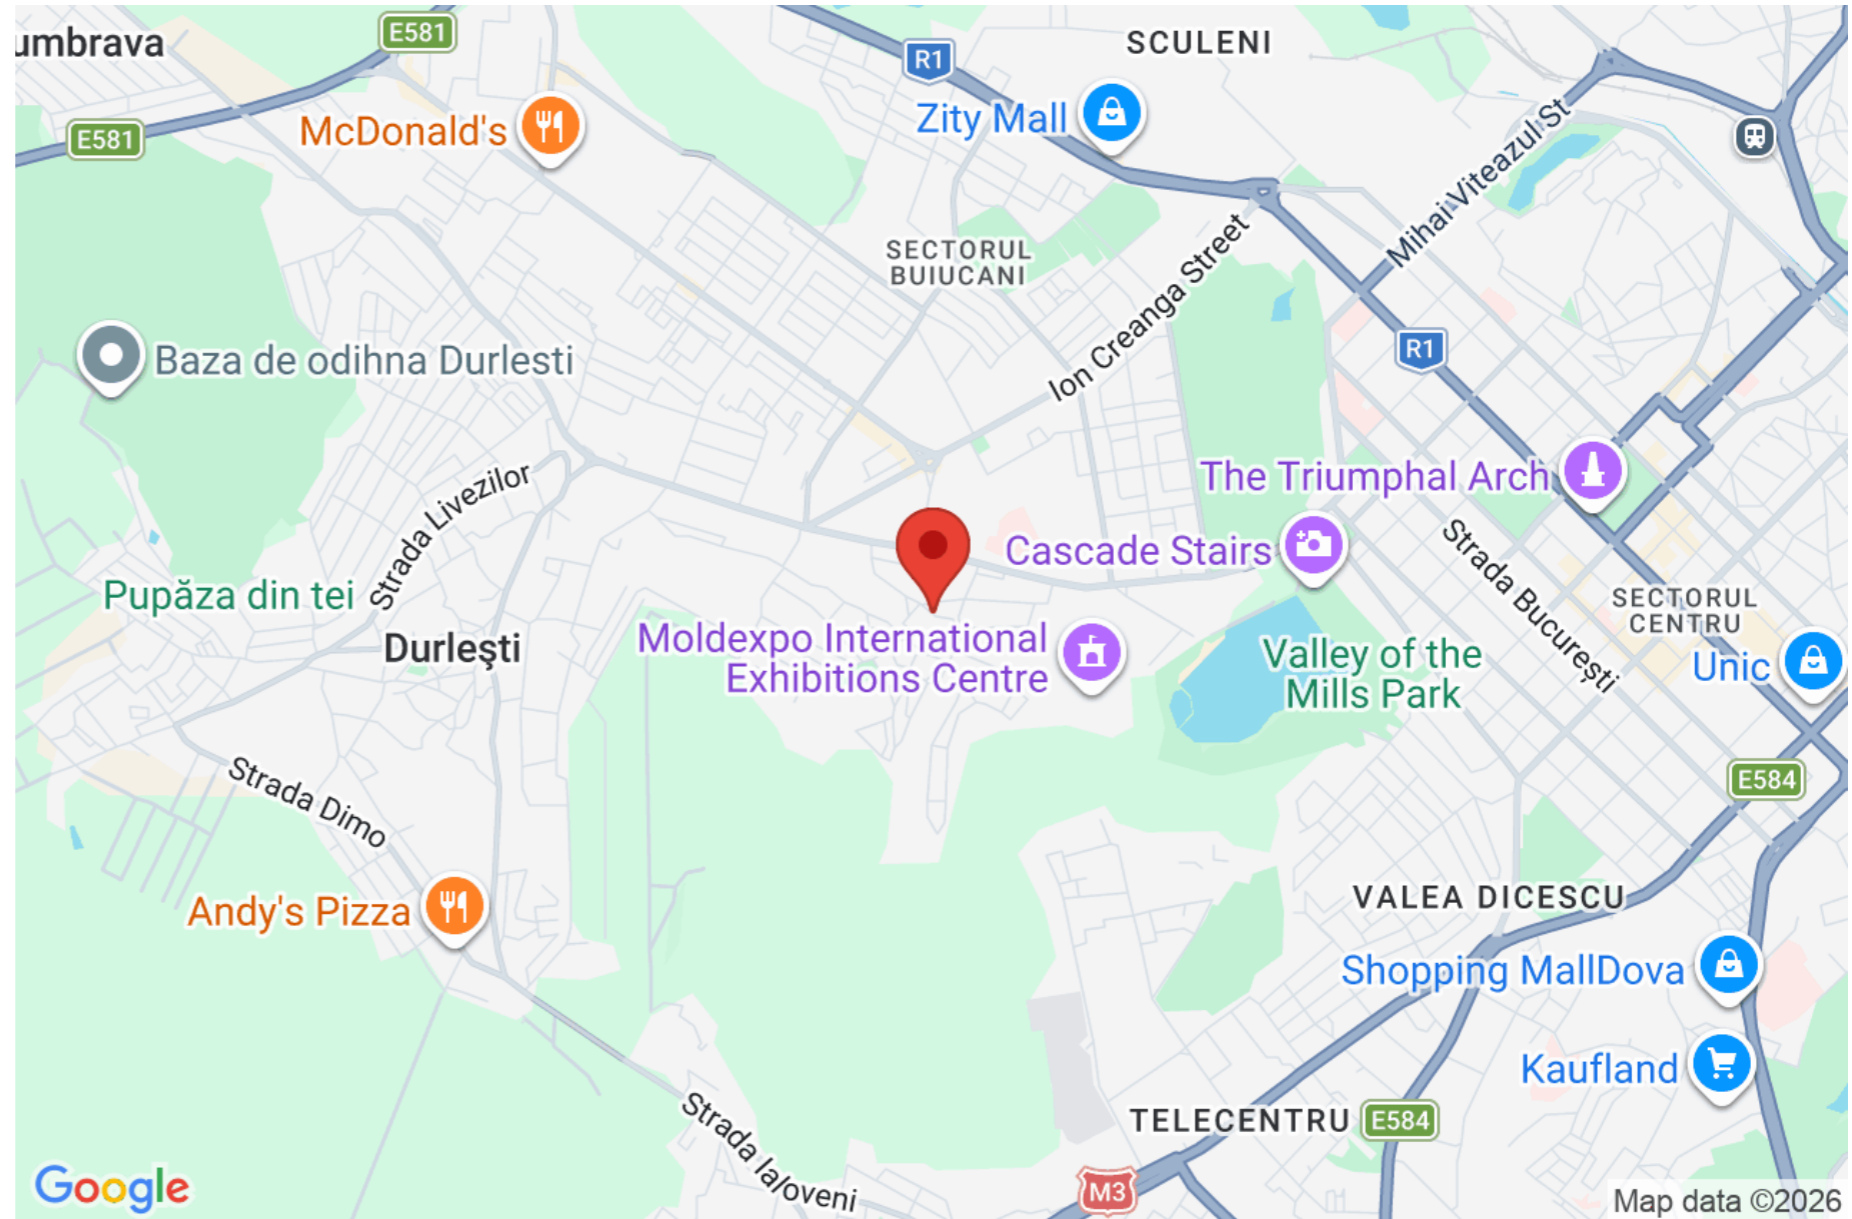 umbrava
E581
R1
SCULENI
Zity Mall
McDonald's
E581
Mihai Viteazul St
SECTORUL
BUIUCANI
Ion Creanga Street
R1
Baza de odihna Durlesti
Strada Livezilor
The Triumphal Arch
Cascade Stairs
Strada București
Pupăza din tei
SECTORUL
CENTRU
Durleşti
Moldexpo International
Exhibitions Centre
Valley of the
Mills Park
Unic
Strada Dimo
E584
Andy's Pizza
VALEA DICESCU
Shopping MallDova
Kaufland
Strada Ialoveni
TELECENTRU
E584
M3
Google
Map data ©2026